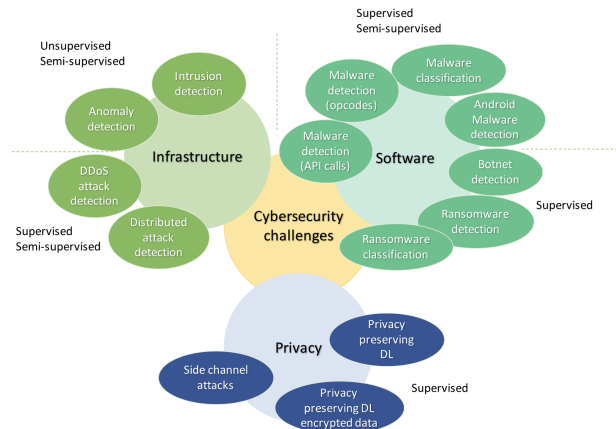 Supervised
Semi-supervised
Unsupervised
Semi-supervised
Intrusion
detection
Anomaly
detection
Infrastructure
DDoS
attack
detection
Distributed
attack
detection
Supervised
Semi-supervised
Malware
detection
(opcodes)
Malware
classification
Android
Malware
detection
Malware
detection
(API calls)
Software
Botnet
detection
Ransomware
detection
Supervised
Ransomware
classification
Cybersecurity
challenges
Privacy
Privacy
preserving
DL
Side channel
attacks
Privacy
preserving DL
encrypted data
Supervised